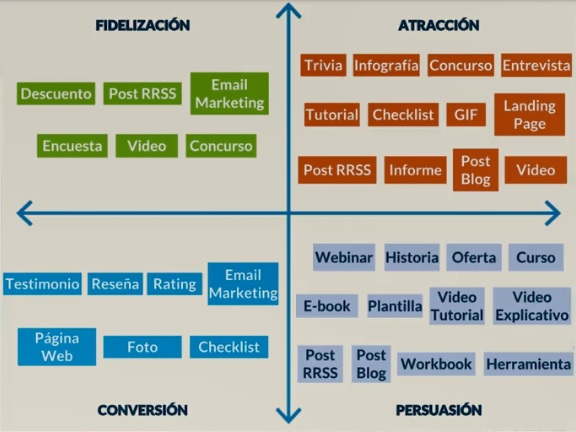 FIDELIZACIÓN
Descuento
Post RRSS
Email
Marketing
Encuesta
Video
Concurso
ATRACCIÓN
Trivia
Infografía
Concurso
Entrevista
Tutorial
Checklist
GIF
Landing
Page
Post RRSS
Informe
Post
Blog
Video
Testimonio
Reseña
Rating
Email
Marketing
Página
Web
Foto
Checklist
CONVERSIÓN
Webinar
Historia
Oferta
Curso
E-book
Plantilla
Video
Tutorial
Video
Explicativo
Post
RRSS
Post
Blog
Workbook
Herramienta
PERSUASIÓN